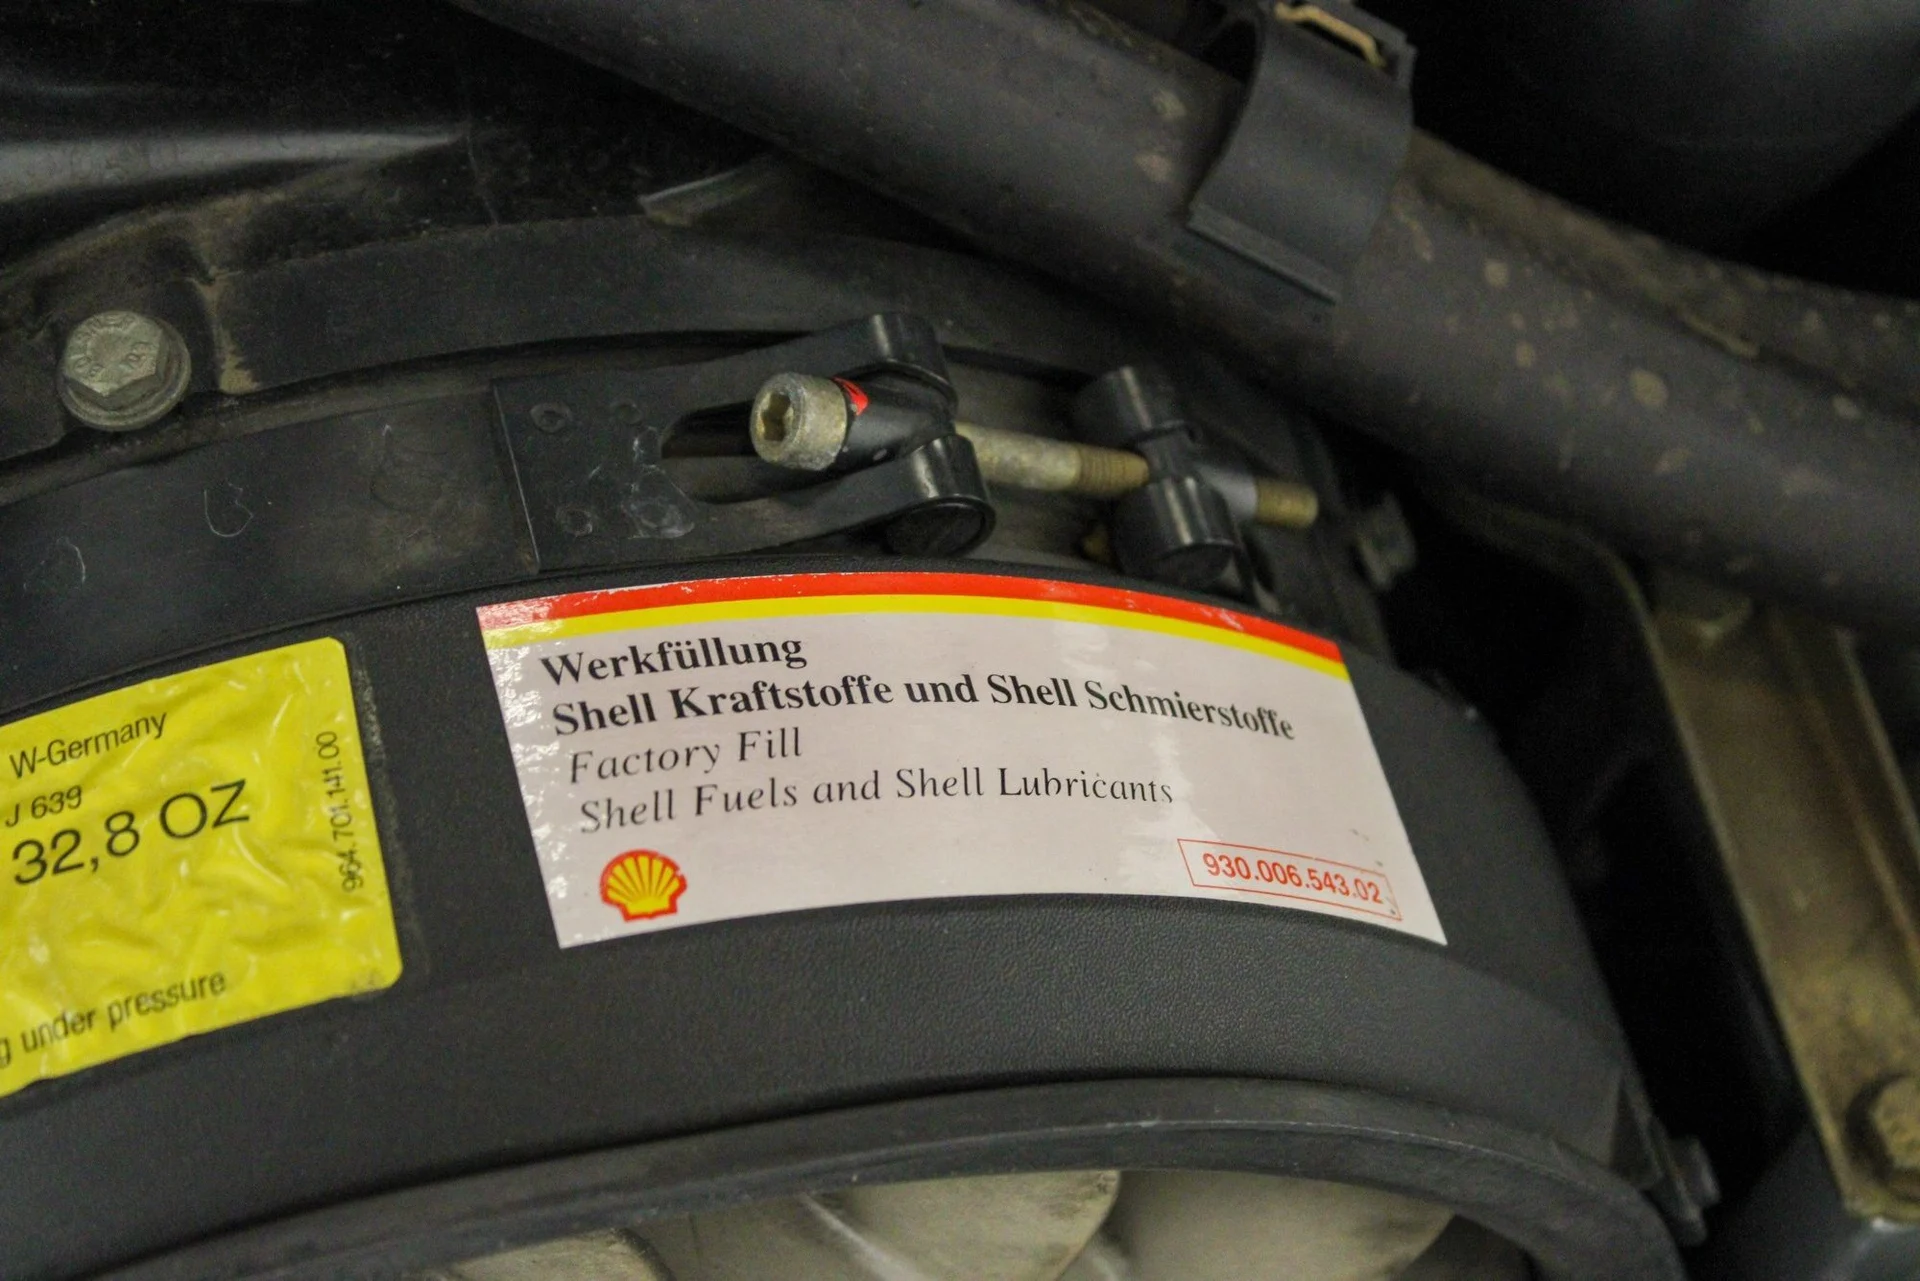 W-Germany
J 639
32,8 OZ
964.701.141.00
under pressure
Werkfüllung
Shell Kraftstoffe und Shell Schmierstoffe
Factory Fill
Shell Fuels and Shell Lubricants
930.006.543.02